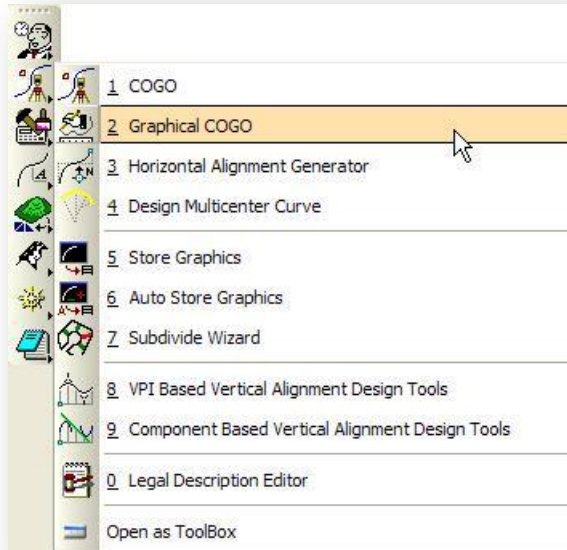 1 COGO
2 Graphical COGO
3 Horizontal Alignment Generator
4 Design Multicenter Curve
5 Store Graphics
6 Auto Store Graphics
7 Subdivide Wizard
8 VPI Based Vertical Alignment Design Tools
9 Component Based Vertical Alignment Design Tools
0 Legal Description Editor
Open as ToolBox